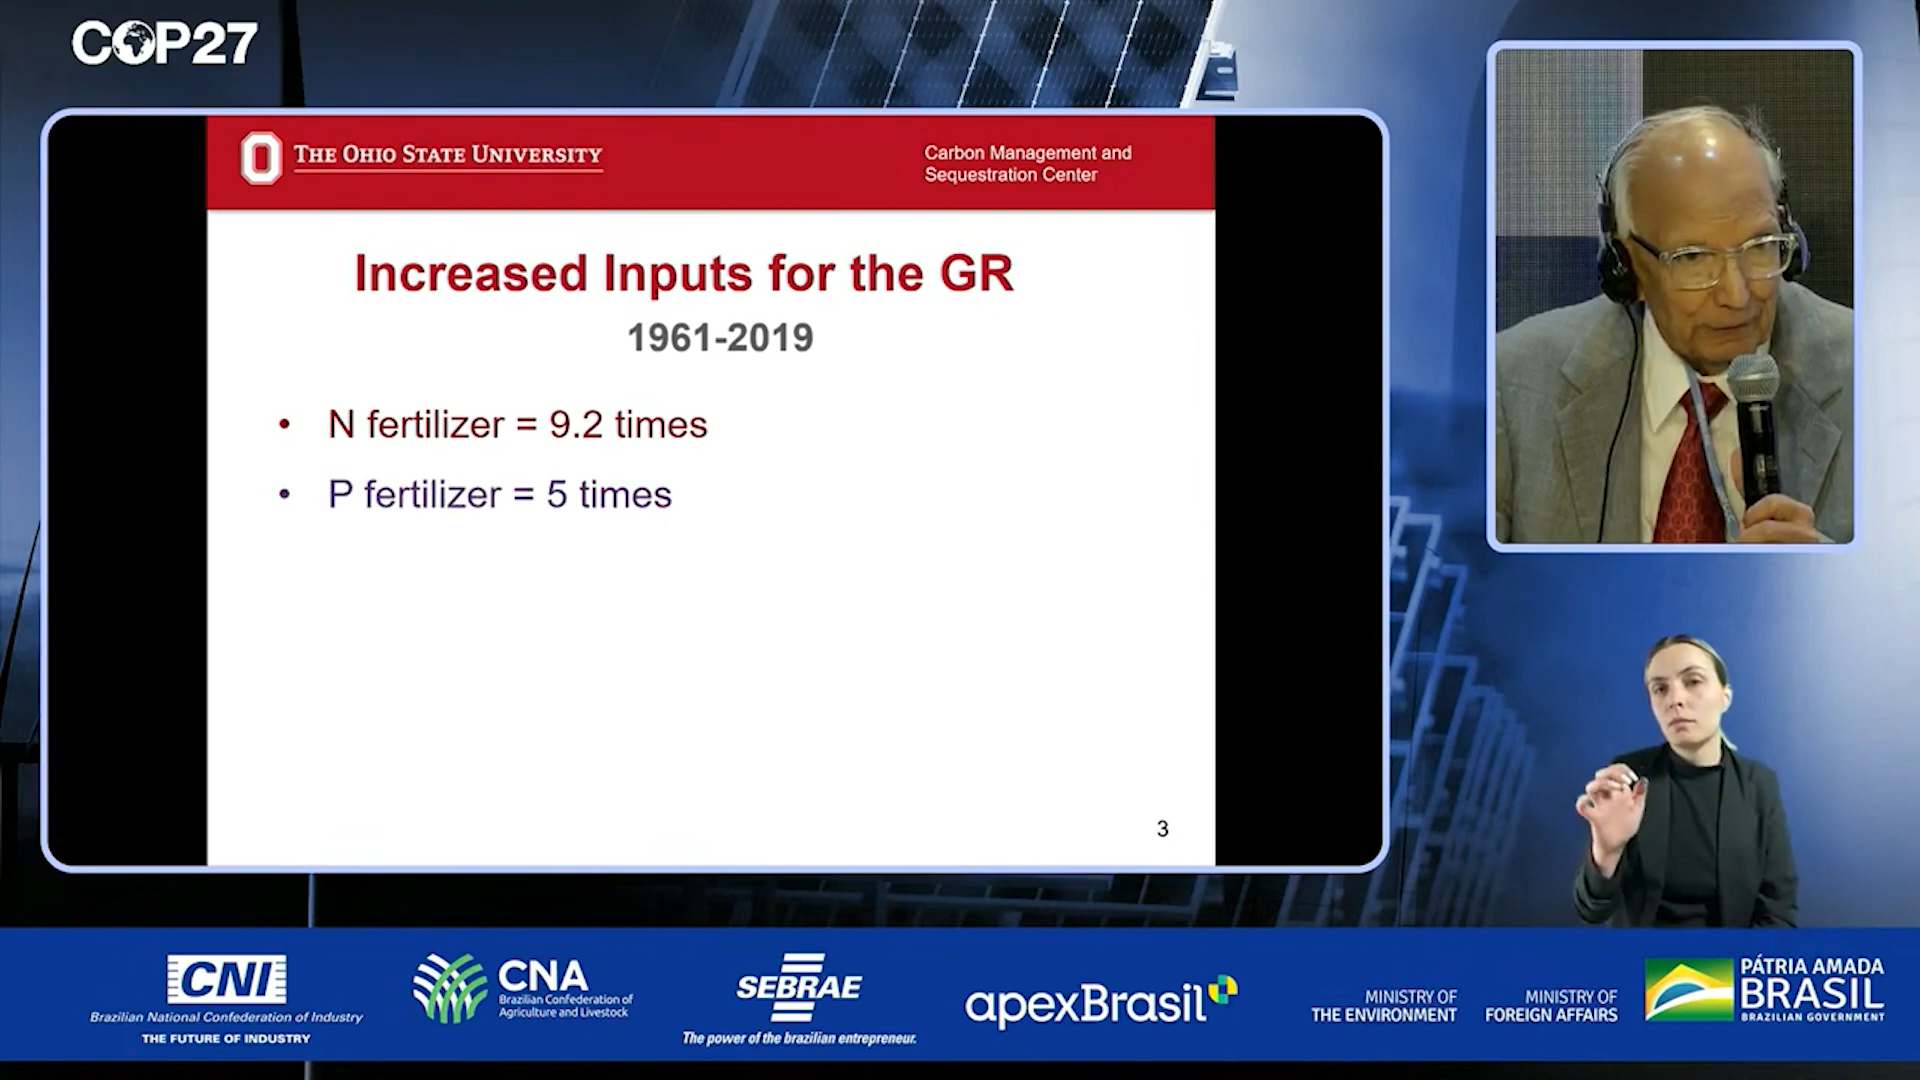 COP27
THE OHIO STATE UNIVERSITY
Carbon Management and
Sequestration Center
Increased Inputs for the GR
1961-2019
• N fertilizer = 9.2 times
• P fertilizer = 5 times
3
CNI
Brazilian National Confederation of Industry
THE FUTURE OF INDUSTRY
CNA
Brazilian Confederation of
Agriculture and Livestock
SEBRAE
The power of the brazilian entrepreneur.
apexBrasil
MINISTRY OF
THE ENVIRONMENT
MINISTRY OF
FOREIGN AFFAIRS
PÁTRIA AMADA
BRASIL
BRAZILIAN GOVERNMENT